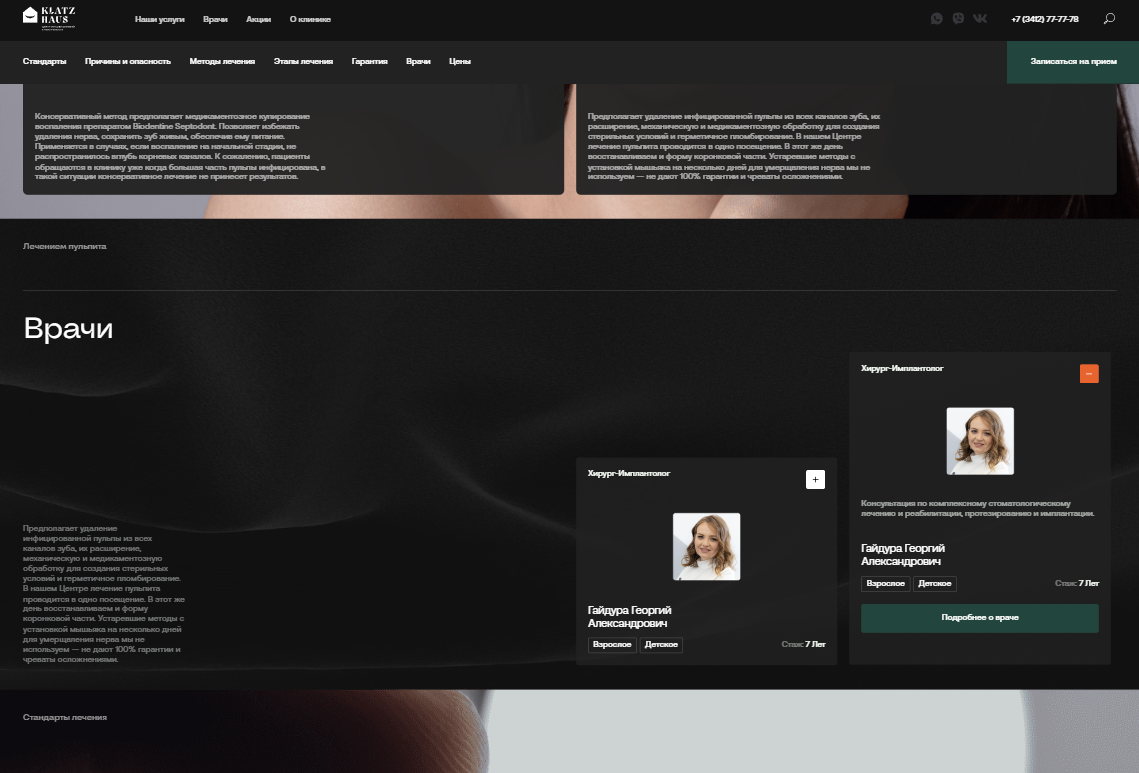 KLATZ
HAUS
Наши услуги
Врачи
Акции
О клинике
+7 (3412) 77-77-78
Стандарты
Причины и опасность
Методы лечения
Этапы лечения
Гарантия
Врачи
Цены
Записаться на прием
Консервативный метод предполагает медикаментозное купирование
воспаления препаратом Biodentine Septodont. Позволяет избежать
удаления нерва, сохранить зуб живым, обеспечив ему питание.
Применяется в случаях, если воспаление на начальной стадии, не
распространилось вглубь корневых каналов. К сожалению, пациенты
обращаются в клинику уже когда большая часть пульпы инфицирована, в
такой ситуации консервативное лечение не принесет результатов.
Предполагает удаление инфицированной пульпы из всех каналов зуба, их
расширение, механическую и медикаментозную обработку для создания
стерильных условий и герметичное пломбирование. В нашем Центре
лечение пульпита проводится в одно посещение. В этот же день
восстанавливаем и форму коронковой части. Устаревшие методы с
установкой мышьяка на несколько дней для умерщвления нерва мы не
используем — не дают 100% гарантии и чреваты осложнениями.
Лечением пульпита
Врачи
Предполагает удаление
инфицированной пульпы из всех
каналов зуба, их расширение,
механическую и медикаментозную
обработку для создания стерильных
условий и герметичное пломбирование.
В нашем Центре лечение пульпита
проводится в одно посещение. В этот же
день восстанавливаем и форму
коронковой части. Устаревшие методы с
установкой мышьяка на несколько дней
для умерщвления нерва мы не
используем — не дают 100% гарантии и
чреваты осложнениями.
Хирург-Имплантолог
+
Гайдура Георгий
Александрович
Взрослое
Детское
Стаж: 7 Лет
Хирург-Имплантолог
–
Консультация по комплексному стоматологическому
лечению и реабилитации, протезированию и имплантации.
Гайдура Георгий
Александрович
Взрослое
Детское
Стаж: 7 Лет
Подробнее о враче
Стандарты лечения